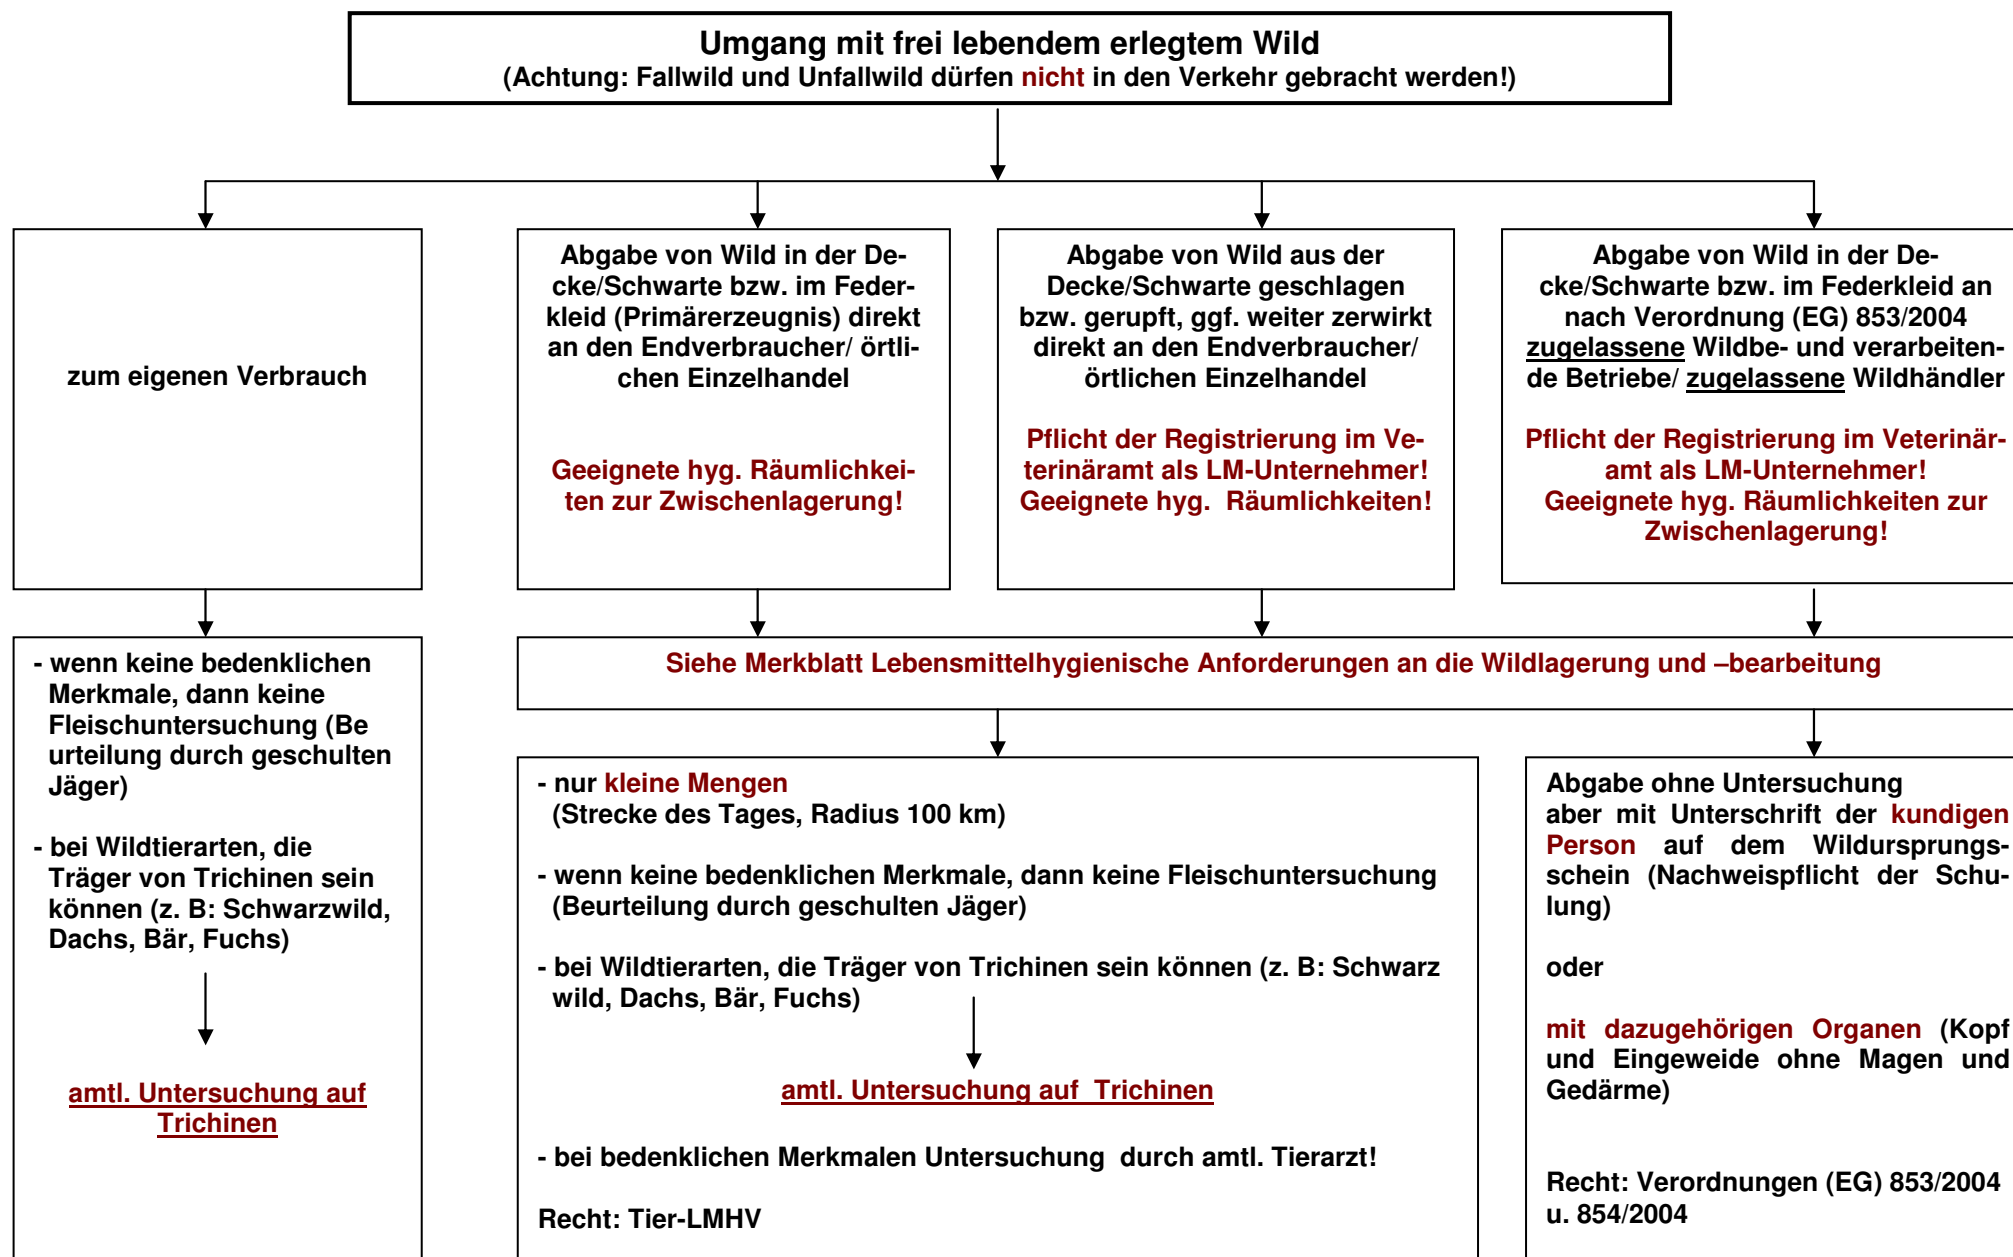 Umgang mit frei lebendem erlegtem Wild
(Achtung: Fallwild und Unfallwild dürfen nicht in den Verkehr gebracht werden!)
zum eigenen Verbrauch
Abgabe von Wild in der De-
cke/Schwarte bzw. im Feder-
kleid (Primärerzeugnis) direkt
an den Endverbraucher/ örtli-
chen Einzelhandel
Geeignete hyg. Räumlichkei-
ten zur Zwischenlagerung!
Abgabe von Wild aus der
Decke/Schwarte geschlagen
bzw. gerupft, ggf. weiter zerwirkt
direkt an den Endverbraucher/
örtlichen Einzelhandel
Pflicht der Registrierung im Ve-
terinäramt als LM-Unternehmer!
Geeignete hyg.  Räumlichkeiten!
Abgabe von Wild in der De-
cke/Schwarte bzw. im Federkleid an
nach Verordnung (EG) 853/2004
zugelassene Wildbe- und verarbeiten-
de Betriebe/ zugelassene Wildhändler
Pflicht der Registrierung im Veterinär-
amt als LM-Unternehmer!
Geeignete hyg. Räumlichkeiten zur
Zwischenlagerung!
- wenn keine bedenklichen
Merkmale, dann keine
Fleischuntersuchung (Be
urteilung durch geschulten
Jäger)
- bei Wildtierarten, die
Träger von Trichinen sein
können (z. B: Schwarzwild,
Dachs, Bär, Fuchs)
amtl. Untersuchung auf
Trichinen
Siehe Merkblatt Lebensmittelhygienische Anforderungen an die Wildlagerung und –bearbeitung
- nur kleine Mengen
(Strecke des Tages, Radius 100 km)
- wenn keine bedenklichen Merkmale, dann keine Fleischuntersuchung
(Beurteilung durch geschulten Jäger)
- bei Wildtierarten, die Träger von Trichinen sein können (z. B: Schwarz
wild, Dachs, Bär, Fuchs)
amtl. Untersuchung auf  Trichinen
- bei bedenklichen Merkmalen Untersuchung  durch amtl. Tierarzt!
Recht: Tier-LMHV
Abgabe ohne Untersuchung
aber mit Unterschrift der kundigen
Person auf dem Wildursprungs-
schein (Nachweispflicht der Schu-
lung)
oder
mit dazugehörigen Organen (Kopf
und Eingeweide ohne Magen und
Gedärme)
Recht: Verordnungen (EG) 853/2004
u. 854/2004